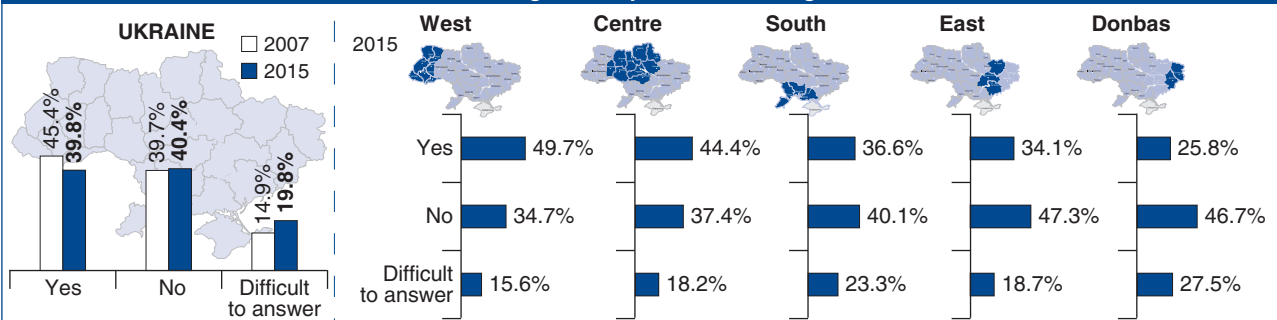 UKRAINE
2007
2015
45.4%
39.8%
39.7%
40.4%
14.9%
19.8%
Yes
No
Difficult
to answer
2015
West
Centre
South
East
Donbas
Yes
49.7%
44.4%
36.6%
34.1%
25.8%
No
34.7%
37.4%
40.1%
47.3%
46.7%
Difficult
to answer
15.6%
18.2%
23.3%
18.7%
27.5%